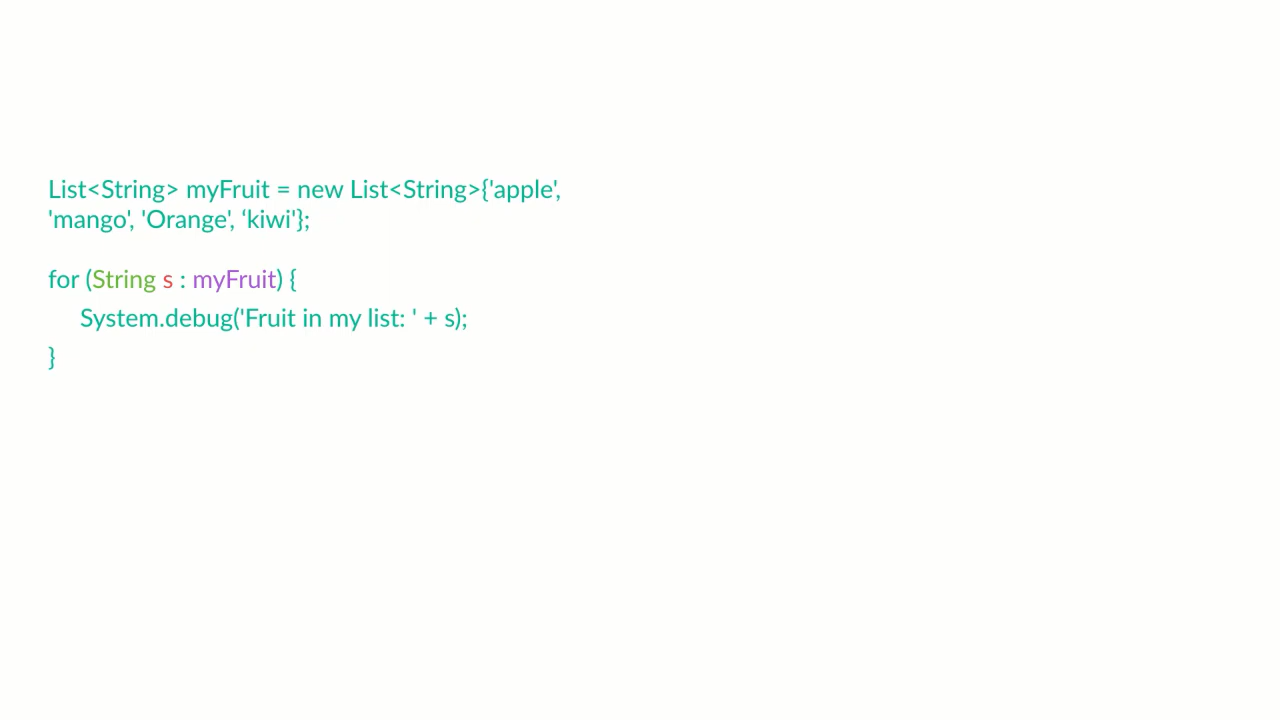 List<String> myFruit = new List<String>{'apple',
'mango', 'Orange', ‘kiwi'};
for (String s : myFruit) {
System.debug('Fruit in my list: ' + s);
}